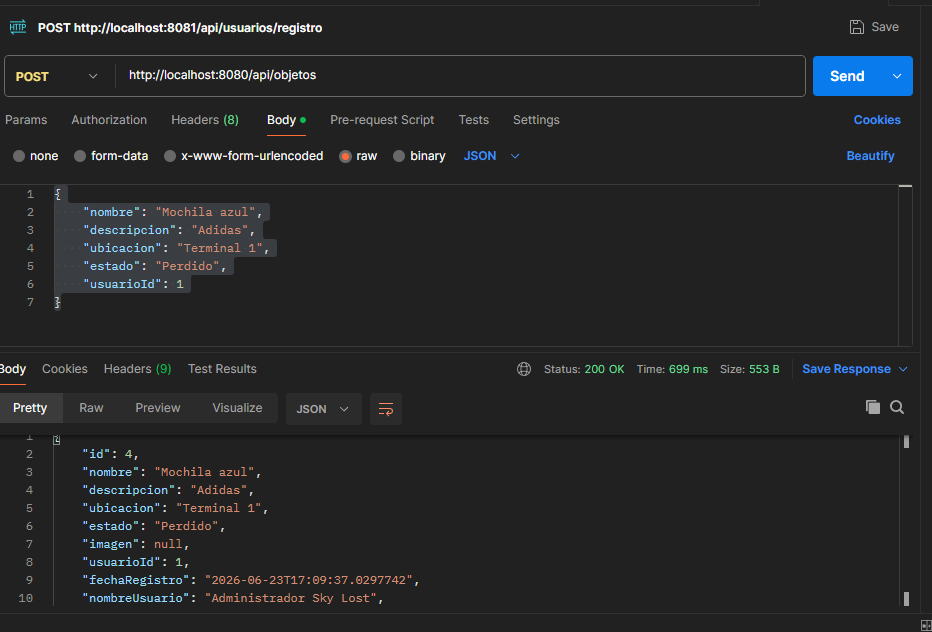 HTTP POST http://localhost:8081/api/usuarios/registro Save
POST http://localhost:8080/api/objetos Send
Params Authorization Headers (8) Body Pre-request Script Tests Settings Cookies
none form-data x-www-form-urlencoded raw binary JSON Beautify
1 {
2 "nombre": "Mochila azul",
3 "descripcion": "Adidas",
4 "ubicacion": "Terminal 1",
5 "estado": "Perdido",
6 "usuarioId": 1
7 }
Body Cookies Headers (9) Test Results Status: 200 OK Time: 699 ms Size: 553 B Save Response
Pretty Raw Preview Visualize JSON
1 {
2 "id": 4,
3 "nombre": "Mochila azul",
4 "descripcion": "Adidas",
5 "ubicacion": "Terminal 1",
6 "estado": "Perdido",
7 "imagen": null,
8 "usuarioId": 1,
9 "fechaRegistro": "2026-06-23T17:09:37.0297742",
10 "nombreUsuario": "Administrador Sky Lost",